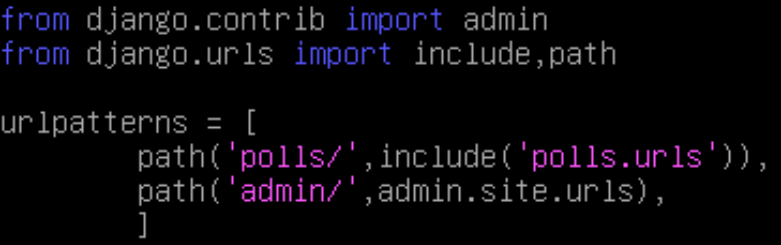 from django.contrib import admin
from django.urls import include,path

urlpatterns = [
        path('polls/',include('polls.urls')),
        path('admin/',admin.site.urls),
        ]